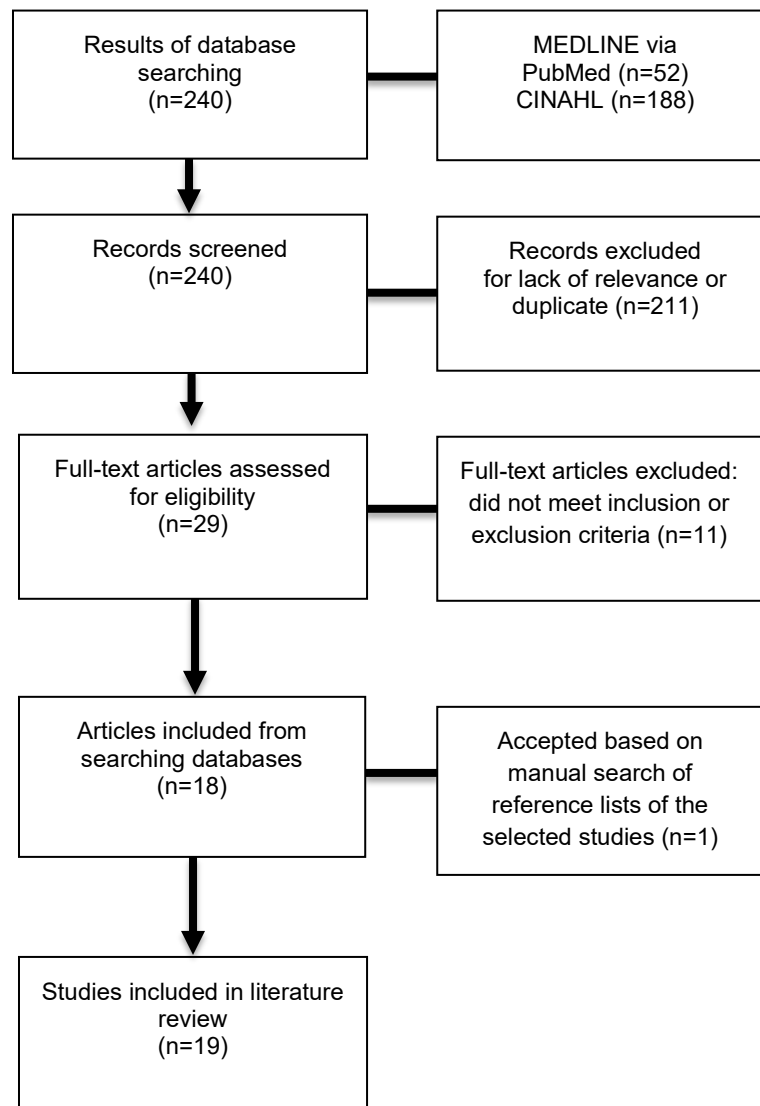 Results of database
searching
(n=240)
MEDLINE via
PubMed (n=52)
CINAHL (n=188)
Records screened
(n=240)
Records excluded
for lack of relevance or
duplicate (n=211)
Full-text articles assessed
for eligibility
(n=29)
Full-text articles excluded:
did not meet inclusion or
exclusion criteria (n=11)
Articles included from
searching databases
(n=18)
Accepted based on
manual search of
reference lists of the
selected studies (n=1)
Studies included in literature
review
(n=19)